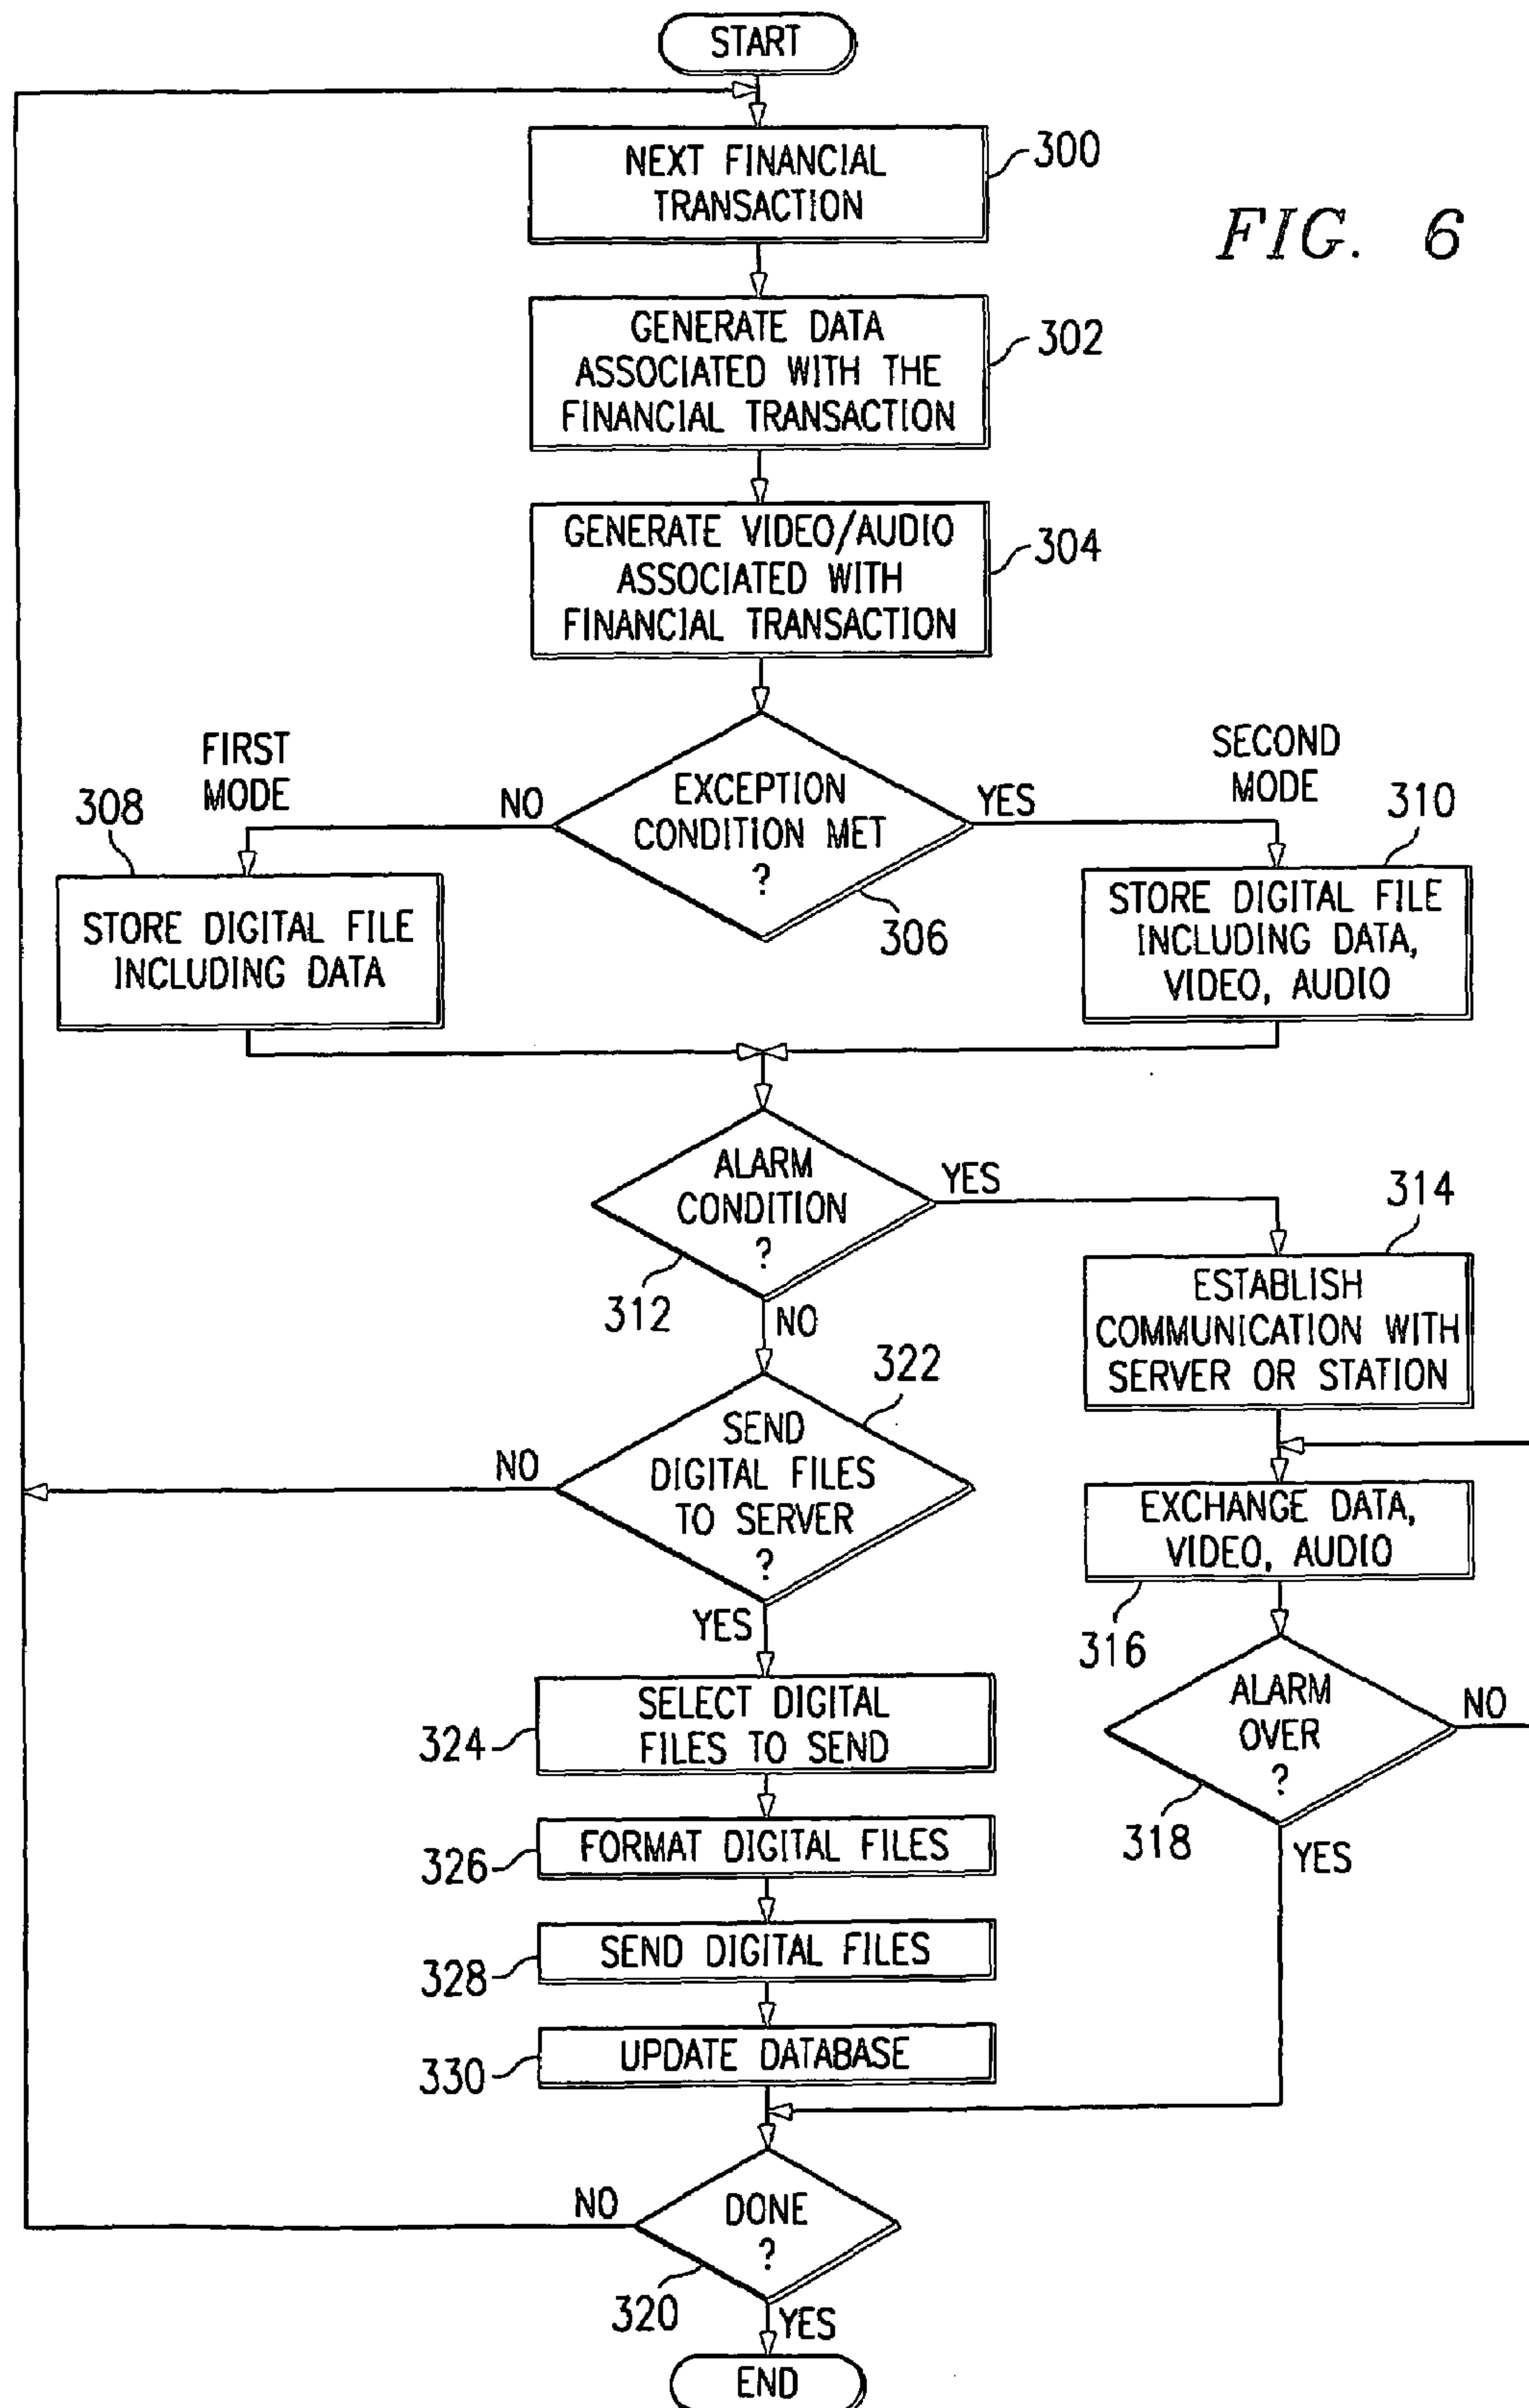 START
NEXT FINANCIAL
TRANSACTION
300
FIG. 6
GENERATE DATA
ASSOCIATED WITH THE
FINANCIAL TRANSACTION
302
GENERATE VIDEO/AUDIO
ASSOCIATED WITH
FINANCIAL TRANSACTION
304
FIRST
MODE
NO
EXCEPTION
CONDITION MET
?
306
YES
SECOND
MODE
308
STORE DIGITAL FILE
INCLUDING DATA
310
STORE DIGITAL FILE
INCLUDING DATA,
VIDEO, AUDIO
ALARM
CONDITION
?
312
YES
NO
314
ESTABLISH
COMMUNICATION WITH
SERVER OR STATION
322
SEND
DIGITAL FILES
TO SERVER
?
NO
YES
EXCHANGE DATA,
VIDEO, AUDIO
316
ALARM
OVER
?
318
NO
YES
324
SELECT DIGITAL
FILES TO SEND
326
FORMAT DIGITAL FILES
328
SEND DIGITAL FILES
330
UPDATE DATABASE
NO
DONE
?
320
YES
END